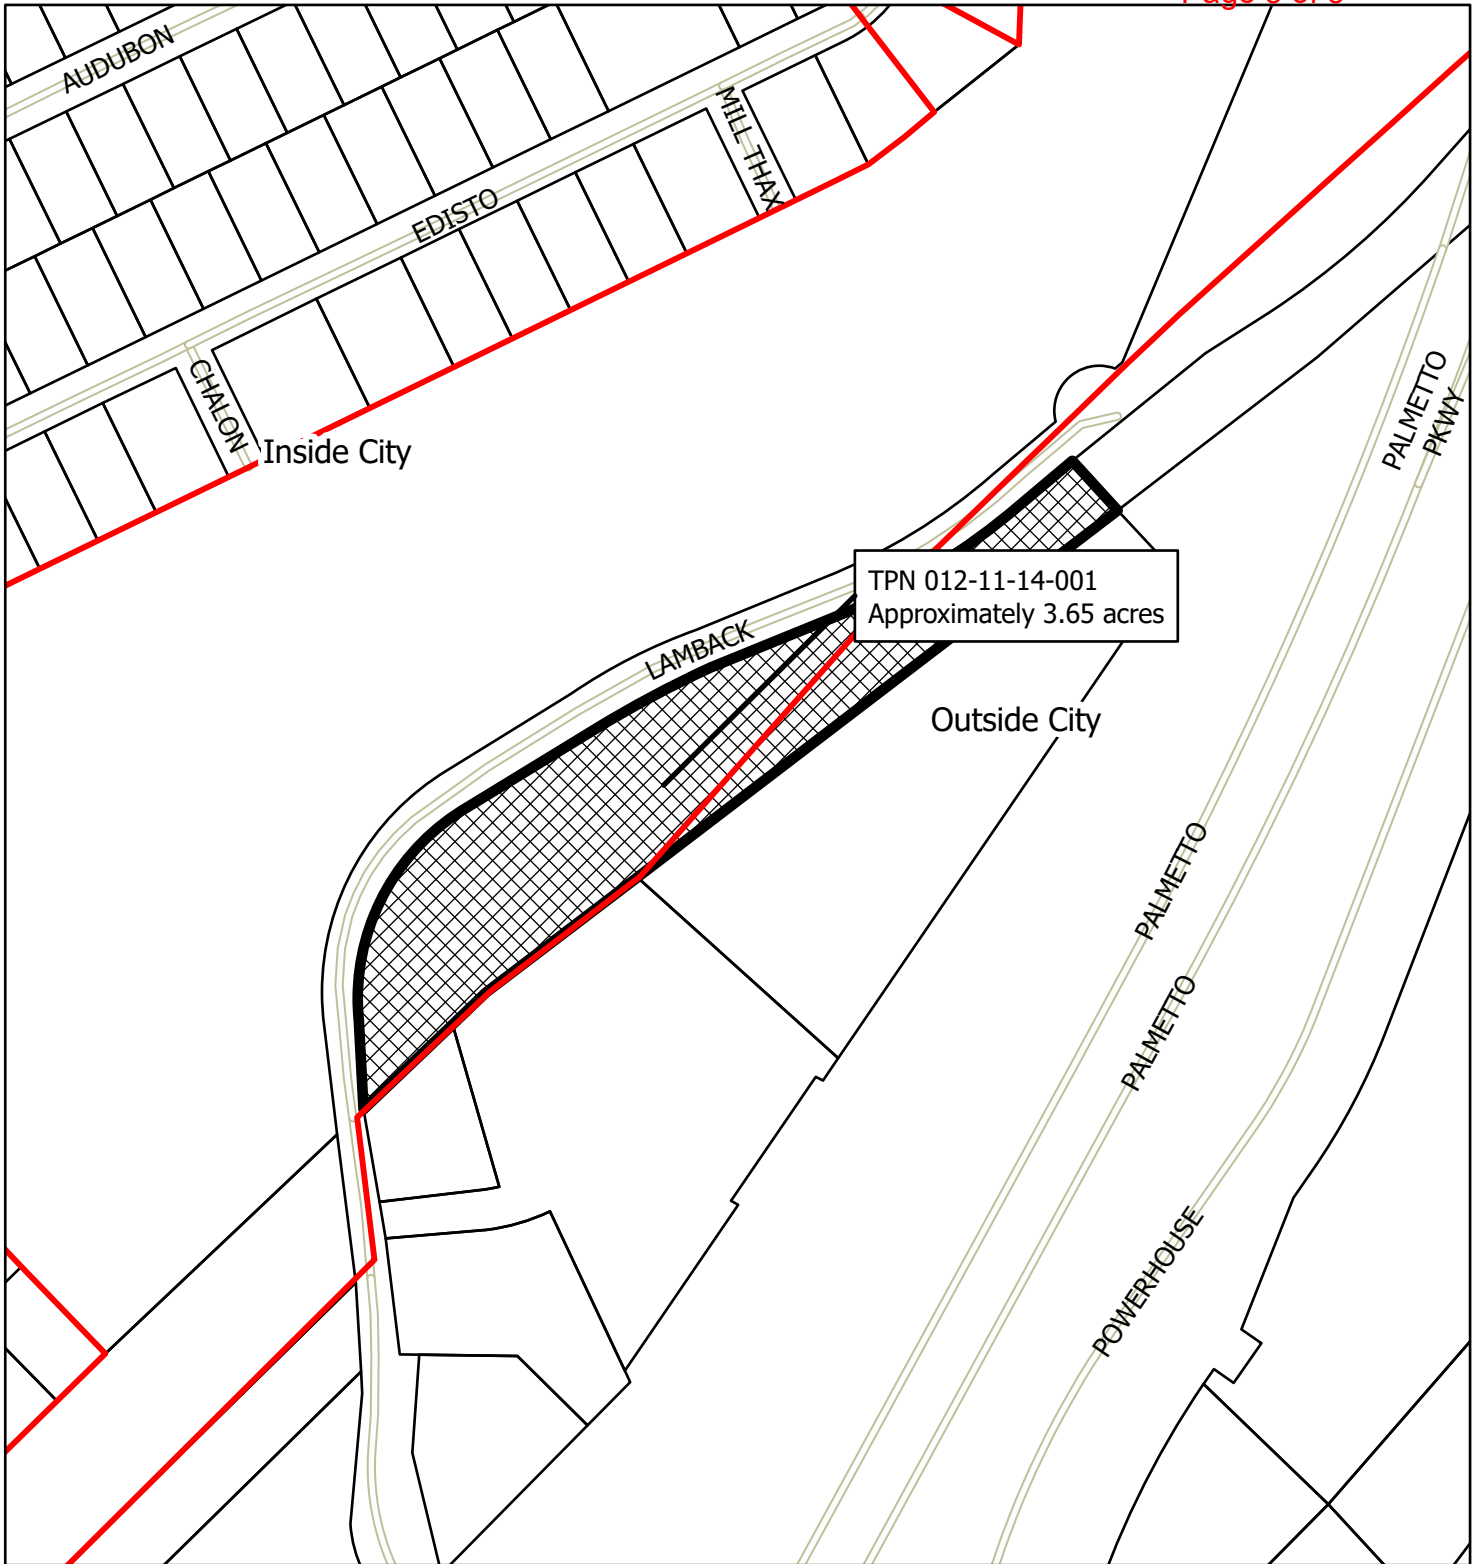 AUDUBON
MILL THAX
EDISTO
CHALON
Inside City
PALMETTO
PKWY
TPN 012-11-14-001
Approximately 3.65 acres
LAMBACK
Outside City
PALMETTO
PALMETTO
POWERHOUSE